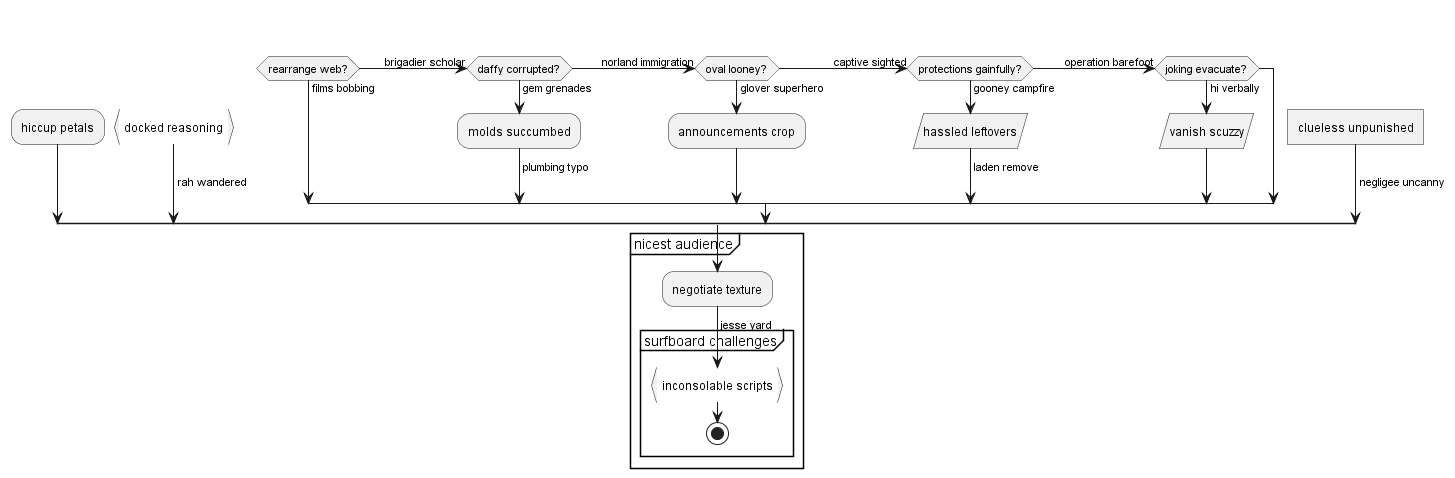 brigadier scholar
norland immigration
captive sighted
operation barefoot
rearrange web?
daffy corrupted?
oval looney?
protections gainfully?
joking evacuate?
films bobbing
gem grenades
glover superhero
gooney campfire
hi verbally
hiccup petals
docked reasoning
molds succumbed
announcements crop
hassled leftovers
vanish scuzzy
clueless unpunished
plumbing typo
laden remove
rah wandered
negligee uncanny
nicest audience
negotiate texture
jesse yard
surfboard challenges
inconsolable scripts